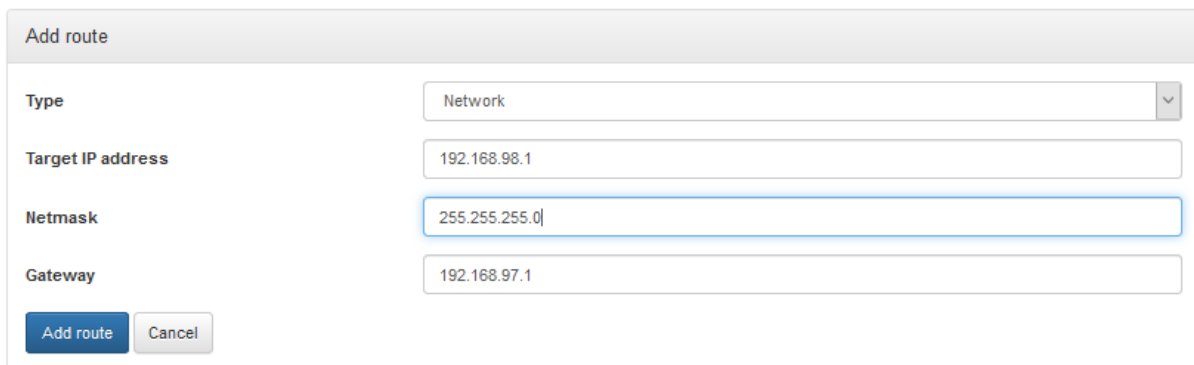 Add route
Type Network
Target IP address 192.168.98.1
Netmask 255.255.255.0
Gateway 192.168.97.1
Add route Cancel